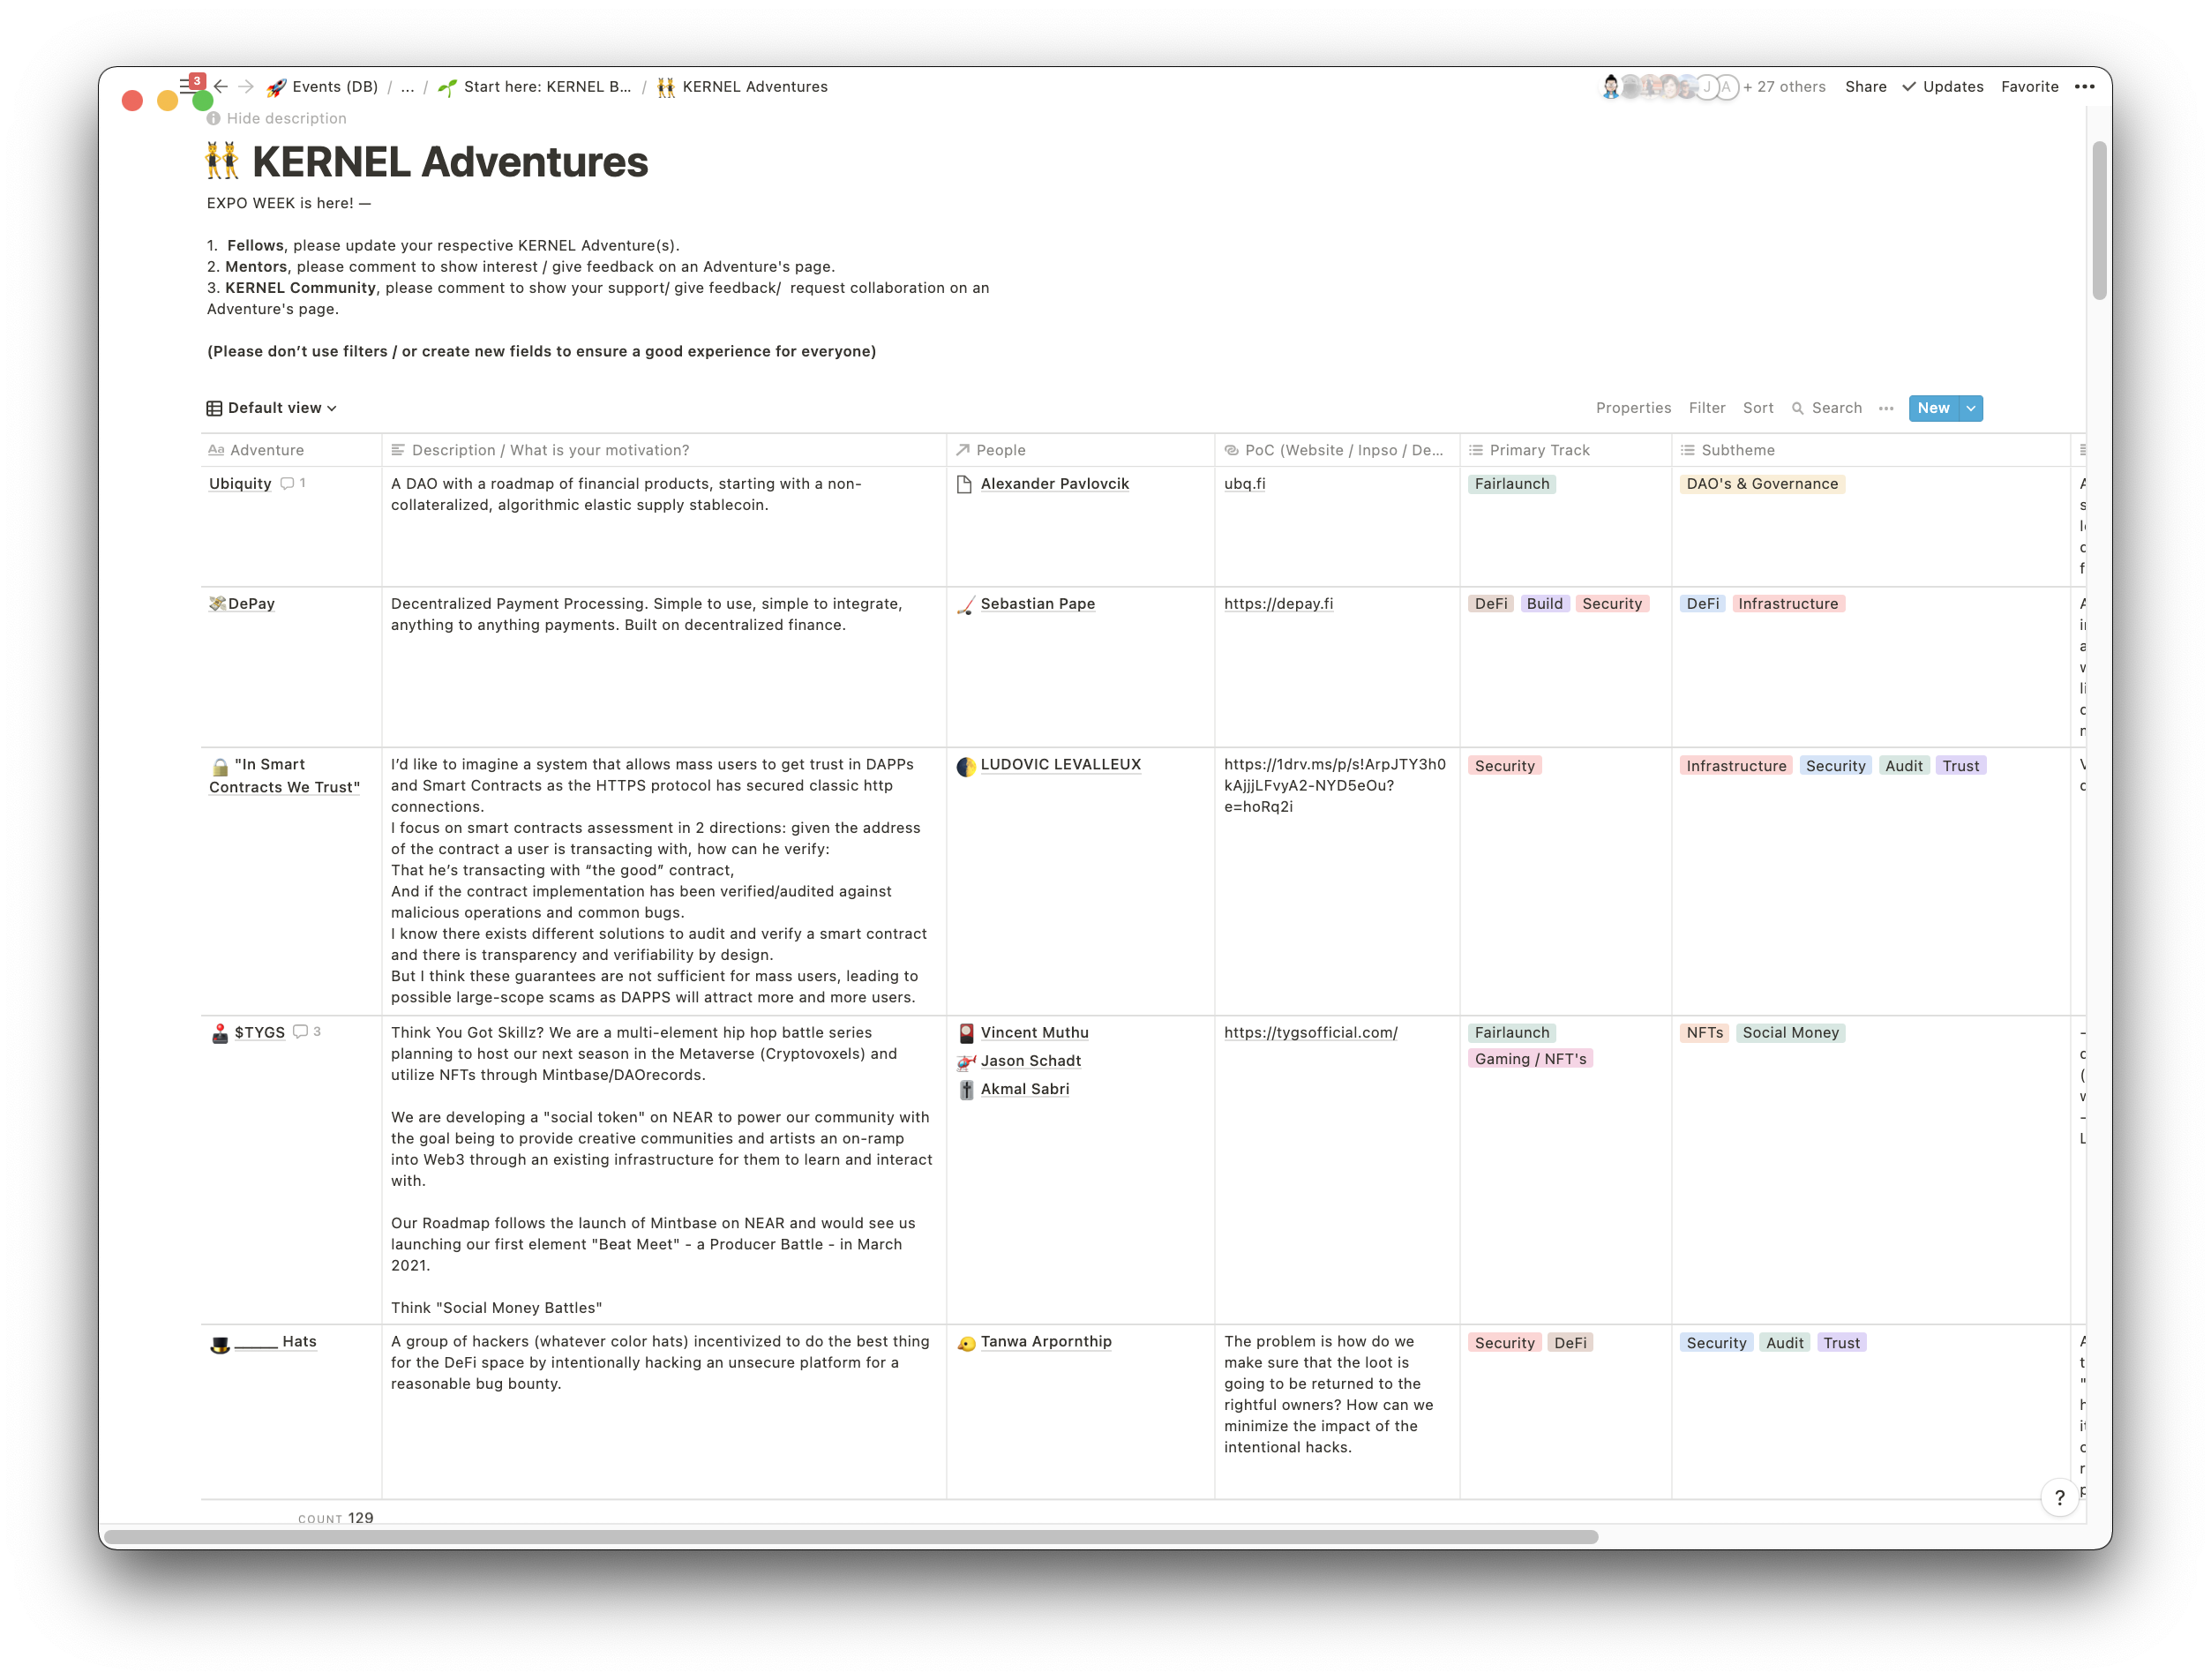 3
Events (DB) / ... / Start here: KERNEL B... / KERNEL Adventures
J A + 27 others Share Updates Favorite
Hide description
KERNEL Adventures
EXPO WEEK is here! —
1. Fellows, please update your respective KERNEL Adventure(s).
2. Mentors, please comment to show interest / give feedback on an Adventure's page.
3. KERNEL Community, please comment to show your support/ give feedback/ request collaboration on an
Adventure's page.
(Please don’t use filters / or create new fields to ensure a good experience for everyone)
Default view
Properties Filter Sort Search New
Aa Adventure
Description / What is your motivation?
People
PoC (Website / Inpso / De...
Primary Track
Subtheme
Ubiquity 1
A DAO with a roadmap of financial products, starting with a non-
collateralized, algorithmic elastic supply stablecoin.
Alexander Pavlovcik
ubq.fi
Fairlaunch
DAO's & Governance
DePay
Decentralized Payment Processing. Simple to use, simple to integrate,
anything to anything payments. Built on decentralized finance.
Sebastian Pape
https://depay.fi
DeFi Build Security
DeFi Infrastructure
"In Smart
Contracts We Trust"
I’d like to imagine a system that allows mass users to get trust in DAPPs
and Smart Contracts as the HTTPS protocol has secured classic http
connections.
I focus on smart contracts assessment in 2 directions: given the address
of the contract a user is transacting with, how can he verify:
That he’s transacting with “the good” contract,
And if the contract implementation has been verified/audited against
malicious operations and common bugs.
I know there exists different solutions to audit and verify a smart contract
and there is transparency and verifiability by design.
But I think these guarantees are not sufficient for mass users, leading to
possible large-scope scams as DAPPS will attract more and more users.
LUDOVIC LEVALLEUX
https://1drv.ms/p/s!ArpJTY3h0
kAjjjLFvyA2-NYD5eOu?
e=hoRq2i
Security
Infrastructure Security Audit Trust
$TYGS 3
Think You Got Skillz? We are a multi-element hip hop battle series
planning to host our next season in the Metaverse (Cryptovoxels) and
utilize NFTs through Mintbase/DAOrecords.
We are developing a "social token" on NEAR to power our community with
the goal being to provide creative communities and artists an on-ramp
into Web3 through an existing infrastructure for them to learn and interact
with.
Our Roadmap follows the launch of Mintbase on NEAR and would see us
launching our first element "Beat Meet" - a Producer Battle - in March
2021.
Think "Social Money Battles"
Vincent Muthu
Jason Schadt
Akmal Sabri
https://tygsofficial.com/
Fairlaunch
Gaming / NFT's
NFTs Social Money
_____ Hats
A group of hackers (whatever color hats) incentivized to do the best thing
for the DeFi space by intentionally hacking an unsecure platform for a
reasonable bug bounty.
Tanwa Arpornthip
The problem is how do we
make sure that the loot is
going to be returned to the
rightful owners? How can we
minimize the impact of the
intentional hacks.
Security DeFi
Security Audit Trust
COUNT 129
?